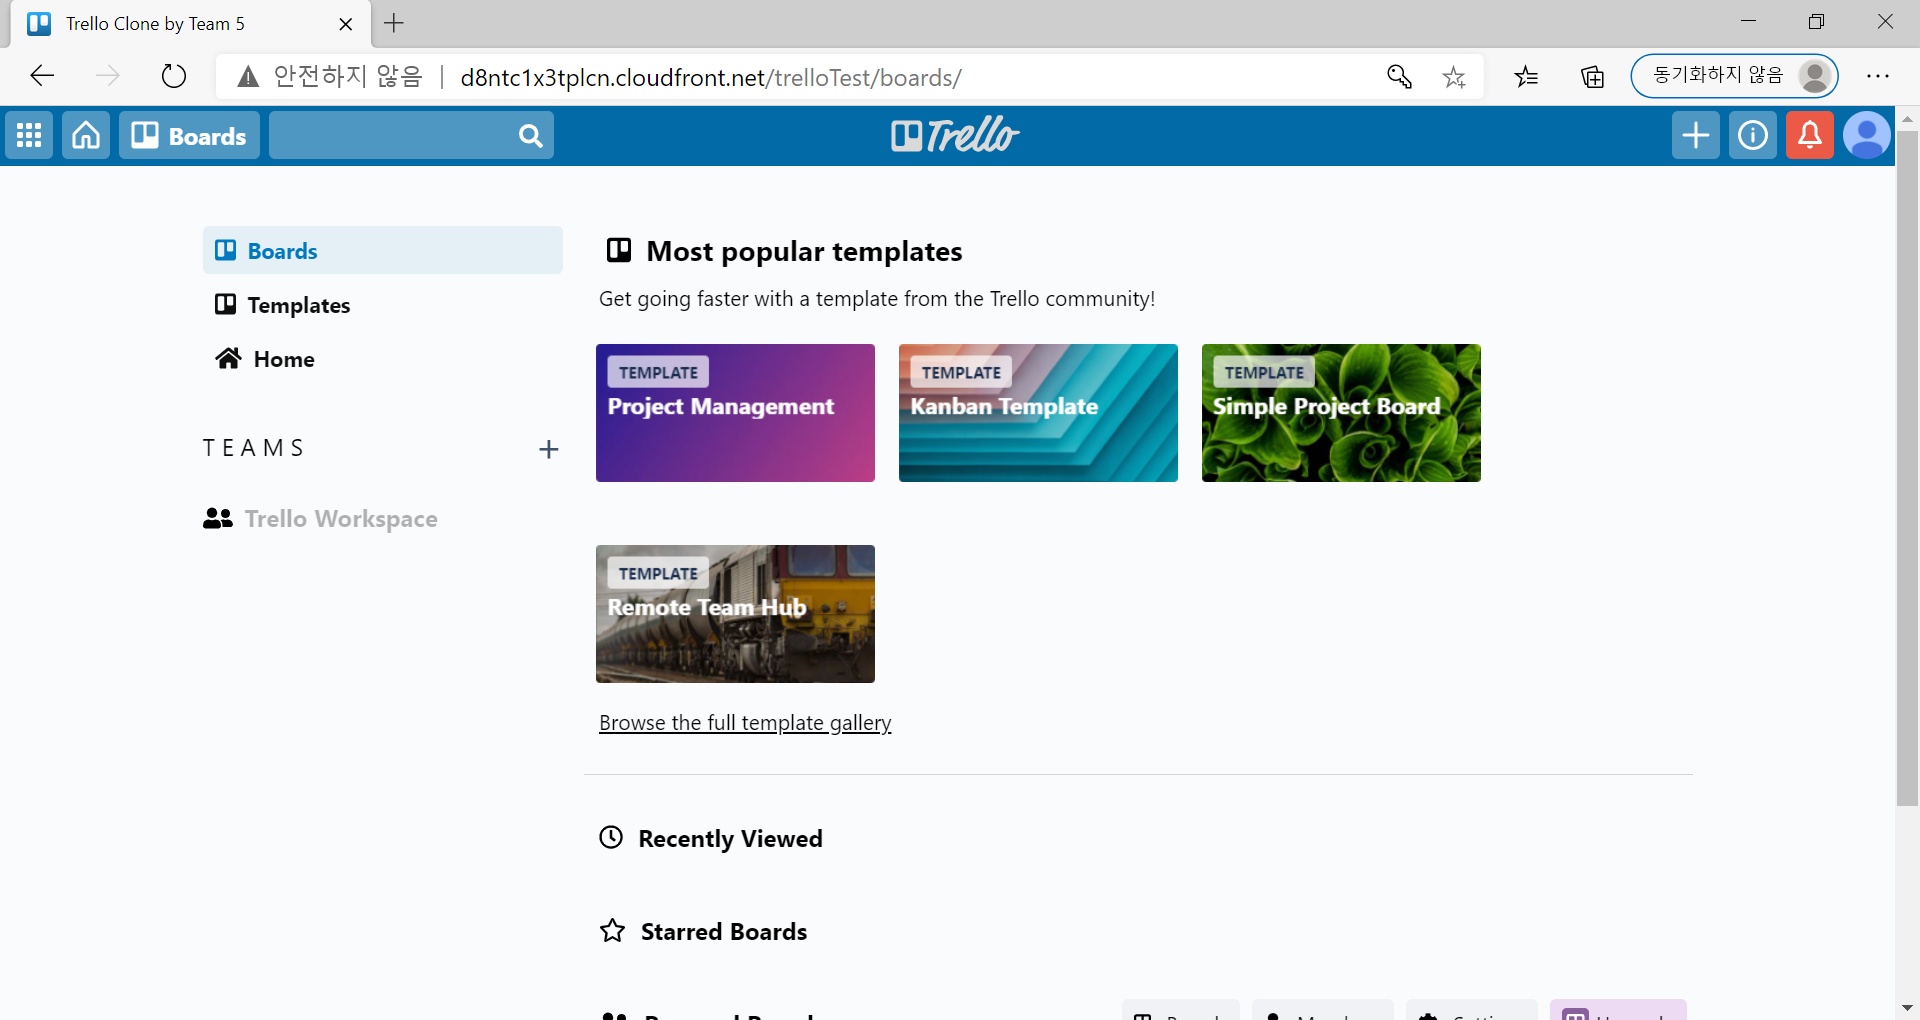 Trello Clone by Team 5
안전하지 않음 d8ntc1x3tplcn.cloudfront.net/trelloTest/boards/ 동기화하지 않음
Boards Trello
Boards
Templates
Home
TEAMS
Trello Workspace
Most popular templates
Get going faster with a template from the Trello community!
TEMPLATE
Project Management
TEMPLATE
Kanban Template
TEMPLATE
Simple Project Board
TEMPLATE
Remote Team Hub
Browse the full template gallery
Recently Viewed
Starred Boards